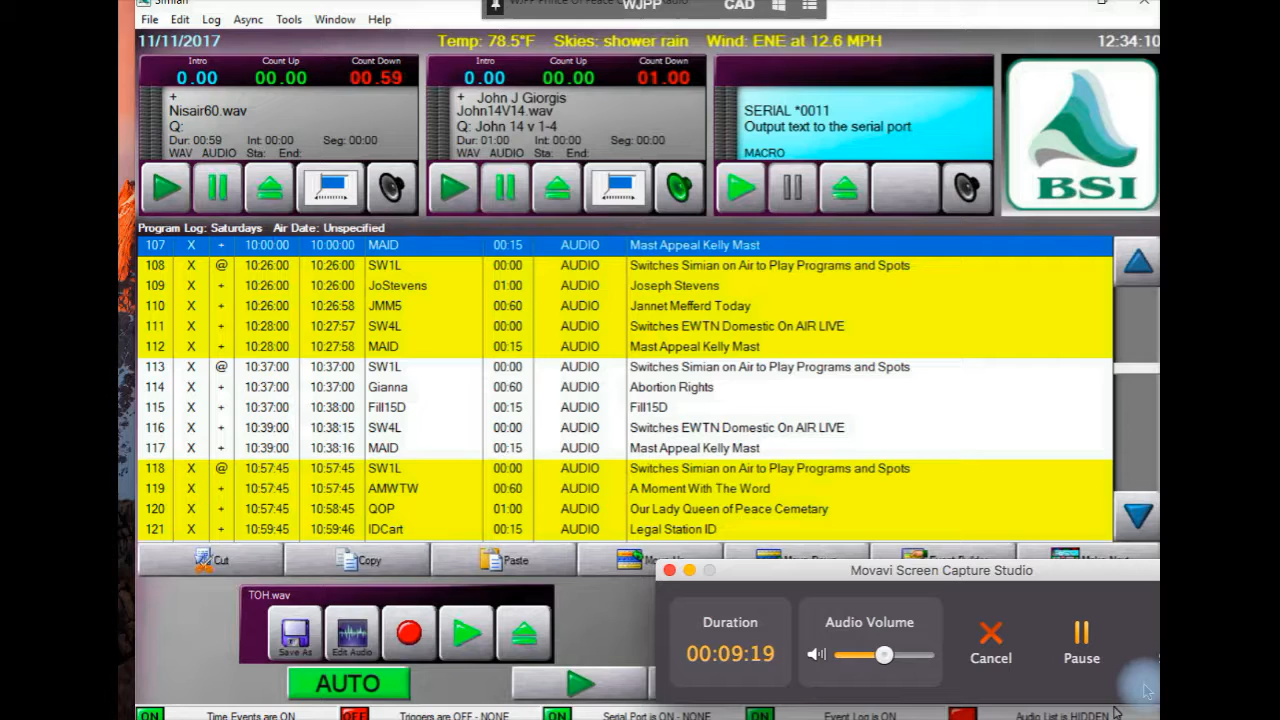 Simian
WJPP Prince Of Peace C Radio
WJPP
CAD
File Edit Log Async Tools Window Help
11/11/2017
Temp: 78.5°F Skies: shower rain Wind: ENE at 12.6 MPH
12:34:10
Intro Count Up Count Down
0.00 00.00 00.59
+
Nisair60.wav
Q:
Dur: 00:59 Int: 00:00 Seg: 00:00
WAV AUDIO Sta: End:
Intro Count Up Count Down
0.00 00.00 01.00
+ John J Giorgis
John14V14.wav
Q: John 14 v 1-4
Dur: 01:00 Int: 00:00 Seg: 00:00
WAV AUDIO Sta: End:
SERIAL *0011
Output text to the serial port
MACRO
BSI
Program Log: Saturdays Air Date: Unspecified
107 X + 10:00:00 10:00:00 MAID 00:15 AUDIO Mast Appeal Kelly Mast
108 X @ 10:26:00 10:26:00 SW1L 00:00 AUDIO Switches Simian on Air to Play Programs and Spots
109 X + 10:26:00 10:26:00 JoStevens 01:00 AUDIO Joseph Stevens
110 X + 10:26:00 10:26:58 JMM5 00:60 AUDIO Jannet Mefferd Today
111 X + 10:28:00 10:27:57 SW4L 00:00 AUDIO Switches EWTN Domestic On AIR LIVE
112 X + 10:28:00 10:27:58 MAID 00:15 AUDIO Mast Appeal Kelly Mast
113 X @ 10:37:00 10:37:00 SW1L 00:00 AUDIO Switches Simian on Air to Play Programs and Spots
114 X + 10:37:00 10:37:00 Gianna 00:60 AUDIO Abortion Rights
115 X + 10:37:00 10:38:00 Fill15D 00:15 AUDIO Fill15D
116 X + 10:39:00 10:38:15 SW4L 00:00 AUDIO Switches EWTN Domestic On AIR LIVE
117 X + 10:39:00 10:38:16 MAID 00:15 AUDIO Mast Appeal Kelly Mast
118 X @ 10:57:45 10:57:45 SW1L 00:00 AUDIO Switches Simian on Air to Play Programs and Spots
119 X + 10:57:45 10:57:45 AMWTW 00:60 AUDIO A Moment With The Word
120 X + 10:57:45 10:58:45 QOP 01:00 AUDIO Our Lady Queen of Peace Cemetary
121 X + 10:59:45 10:59:46 IDCart 00:15 AUDIO Legal Station ID
Cut Copy Paste Move Up Move Down Event Builder Make Next
TOH.wav
Save As Edit Audio
AUTO
Movavi Screen Capture Studio
Duration
00:09:19
Audio Volume
Cancel
Pause
ON Time Events are ON OFF Triggers are OFF - NONE ON Serial Port is ON - NONE ON Event Log is ON Audio List is HIDDEN